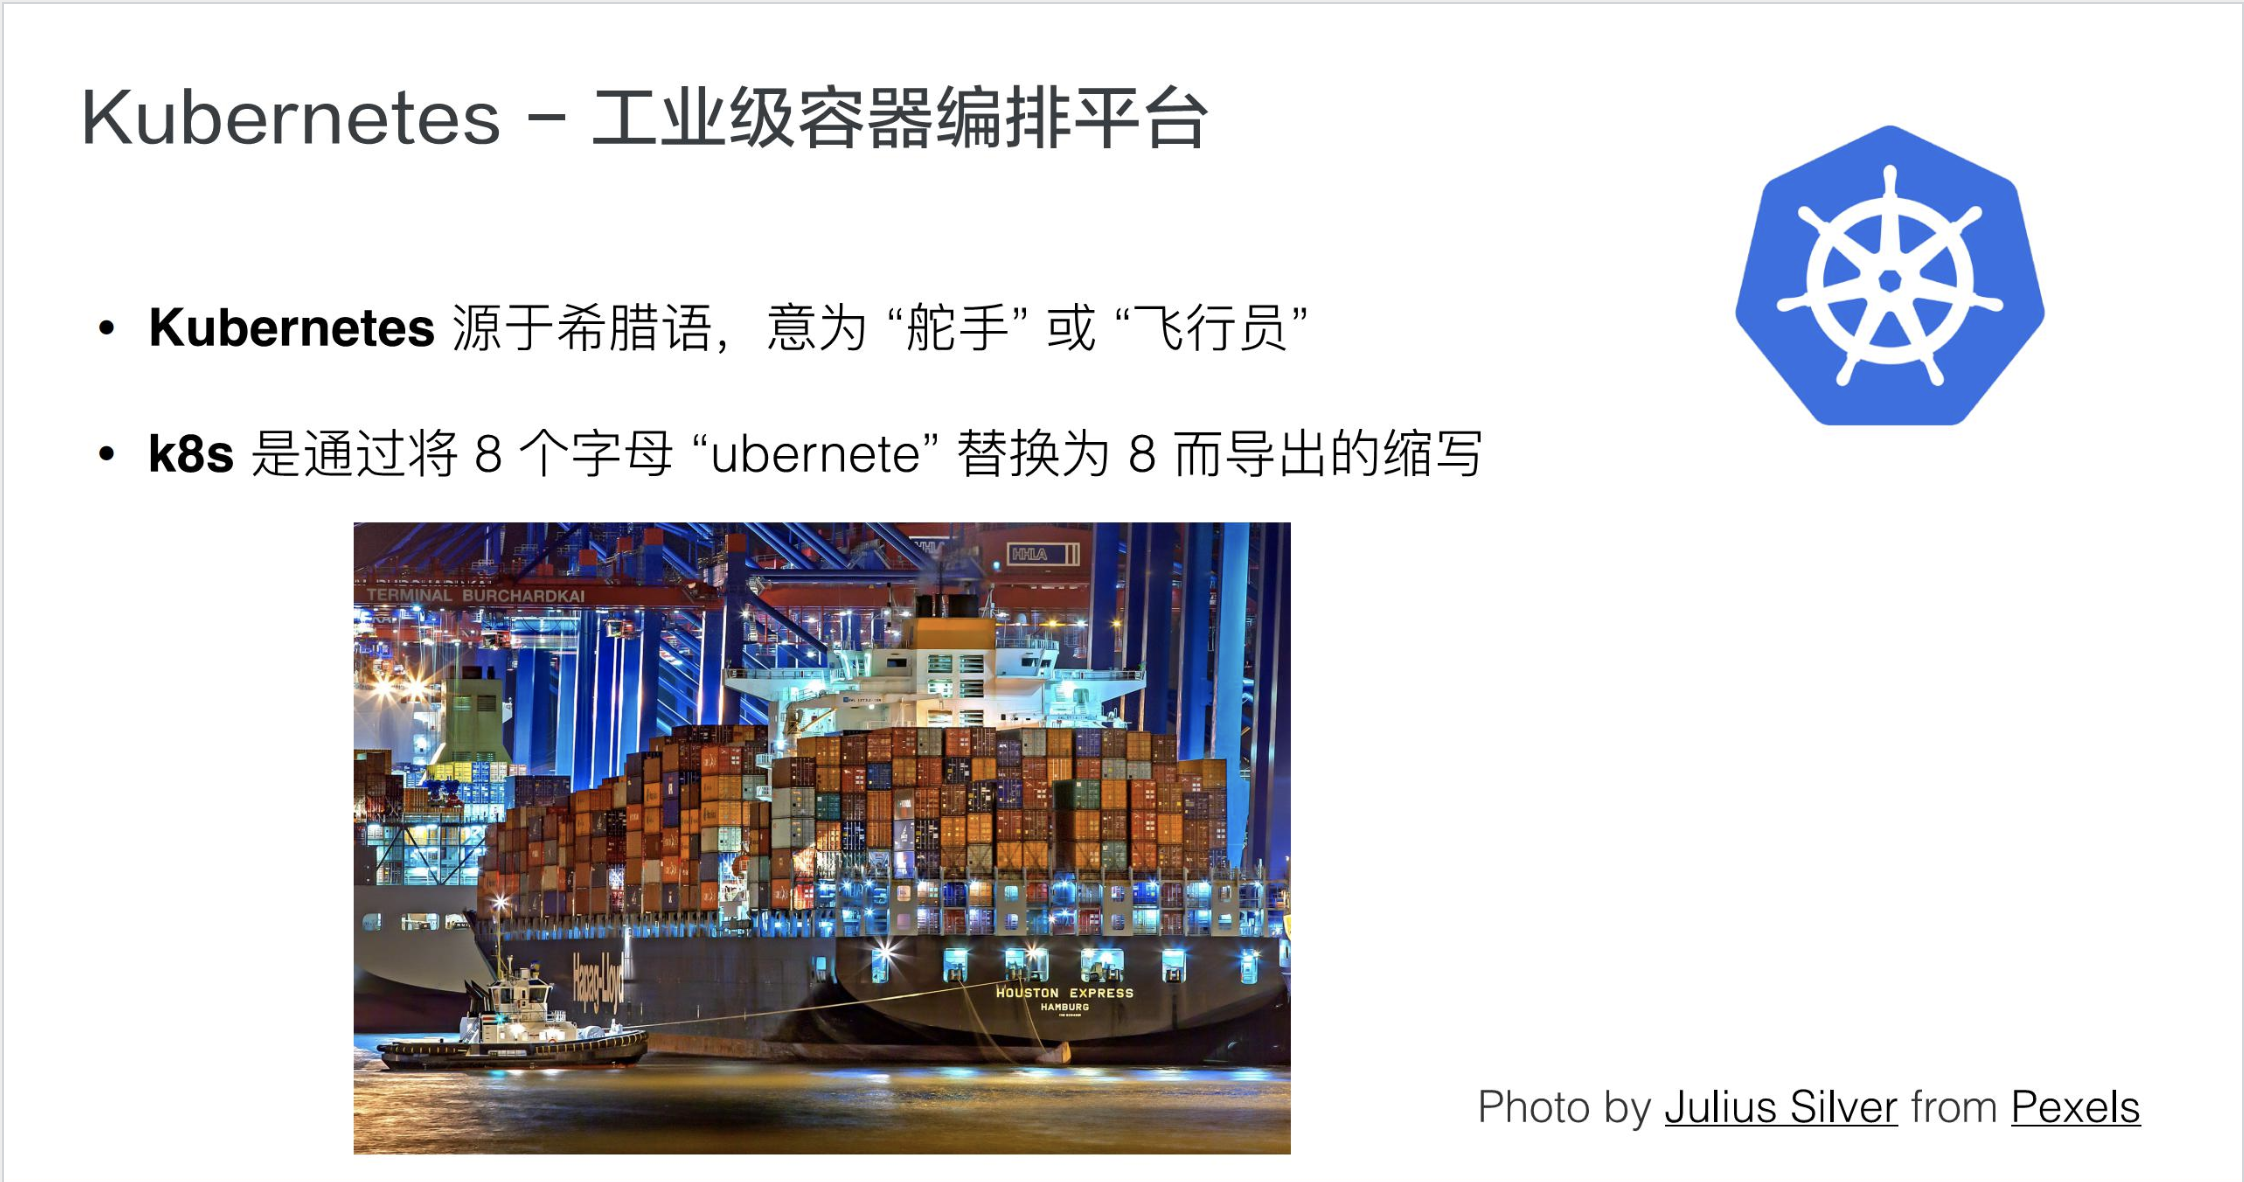 Kubernetes – 工业级容器编排平台
• Kubernetes 源于希腊语，意为 “舵手” 或 “飞行员”
• k8s 是通过将 8 个字母 “ubernete” 替换为 8 而导出的缩写
HHLA
TERMINAL BURCHARDKAI
Hapag-Lloyd
HOUSTON EXPRESS
HAMBURG
Photo by Julius Silver from Pexels